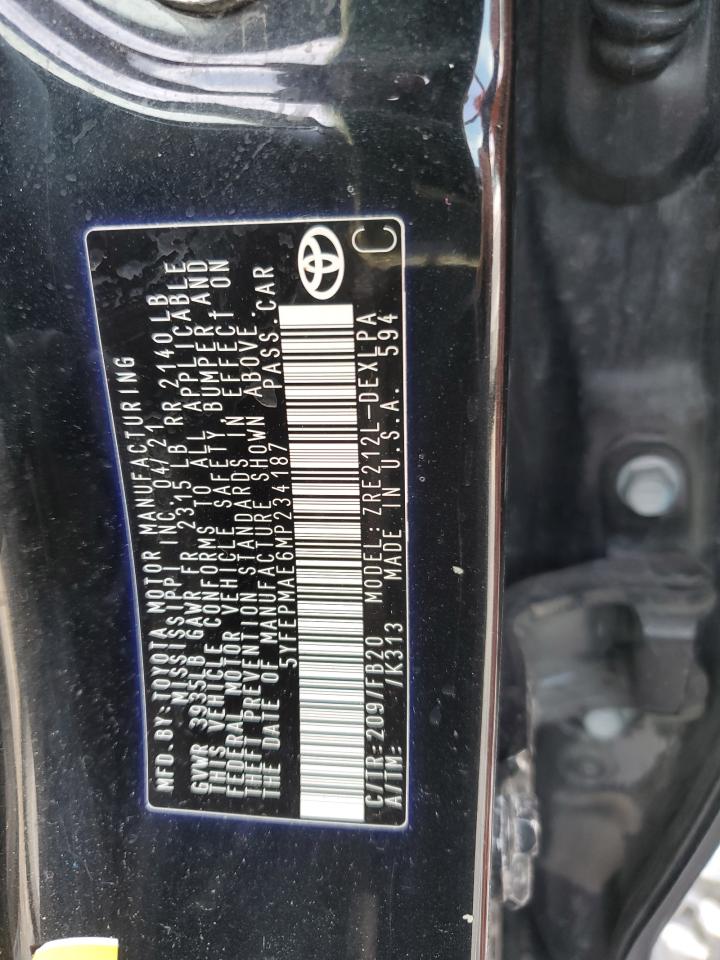 MFD.BY:TOYOTA MOTOR MANUFACTURING
MISSISSIPPI INC. 04/21
GVWR 3935LB GAWR FR 2315 LB RR 2140LB
THIS VEHICLE CONFORMS TO ALL APPLICABLE
FEDERAL MOTOR VEHICLE SAFETY BUMPER AND
THEFT PREVENTION STANDARDS IN EFFECT ON
THE DATE OF MANUFACTURE SHOWN ABOVE.
5YFEPMAE6MP234187 PASS.CAR
C/TR:209/FB20 MODEL:ZRE212L-DEXLPA
A/TM: /K313 MADE IN U.S.A. 594
C